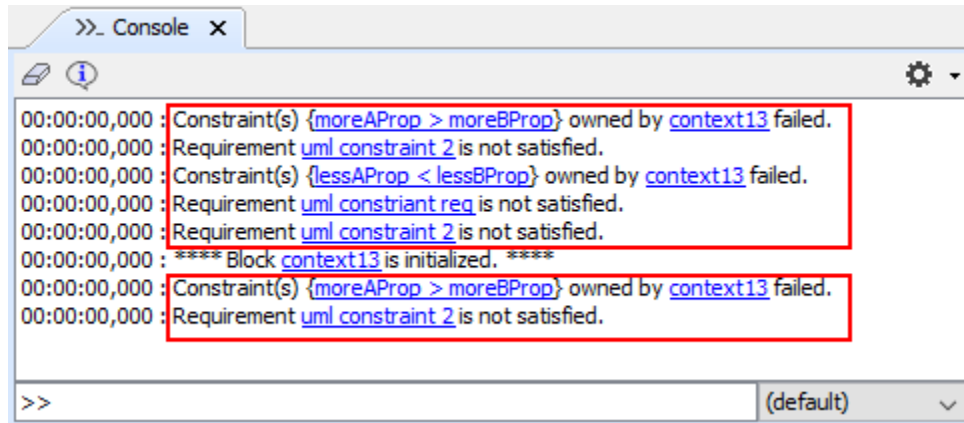 Console
00:00:00,000 : Constraint(s) {moreAProp > moreBProp} owned by context13 failed.
00:00:00,000 : Requirement uml constraint 2 is not satisfied.
00:00:00,000 : Constraint(s) {lessAProp < lessBProp} owned by context13 failed.
00:00:00,000 : Requirement uml constriant req is not satisfied.
00:00:00,000 : Requirement uml constraint 2 is not satisfied.
00:00:00,000 : **** Block context13 is initialized. ****
00:00:00,000 : Constraint(s) {moreAProp > moreBProp} owned by context13 failed.
00:00:00,000 : Requirement uml constraint 2 is not satisfied.
>> (default)